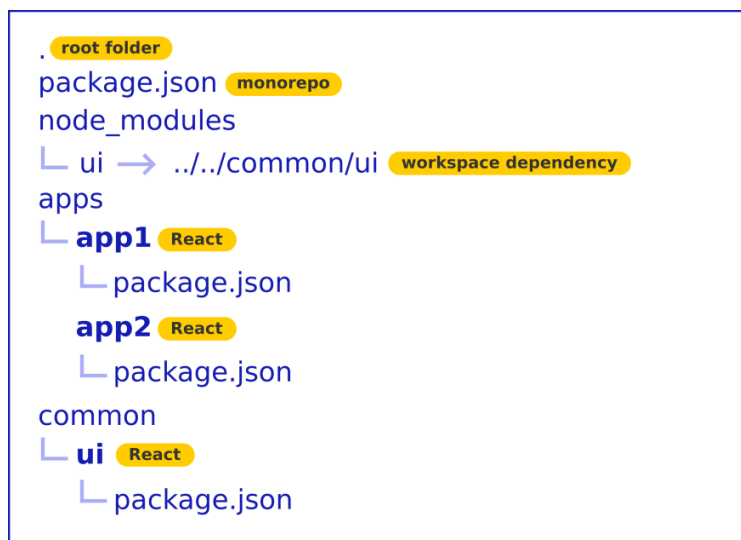 . root folder
package.json monorepo
node_modules
ui → ../../common/ui workspace dependency
apps
app1 React
package.json
app2 React
package.json
common
ui React
package.json